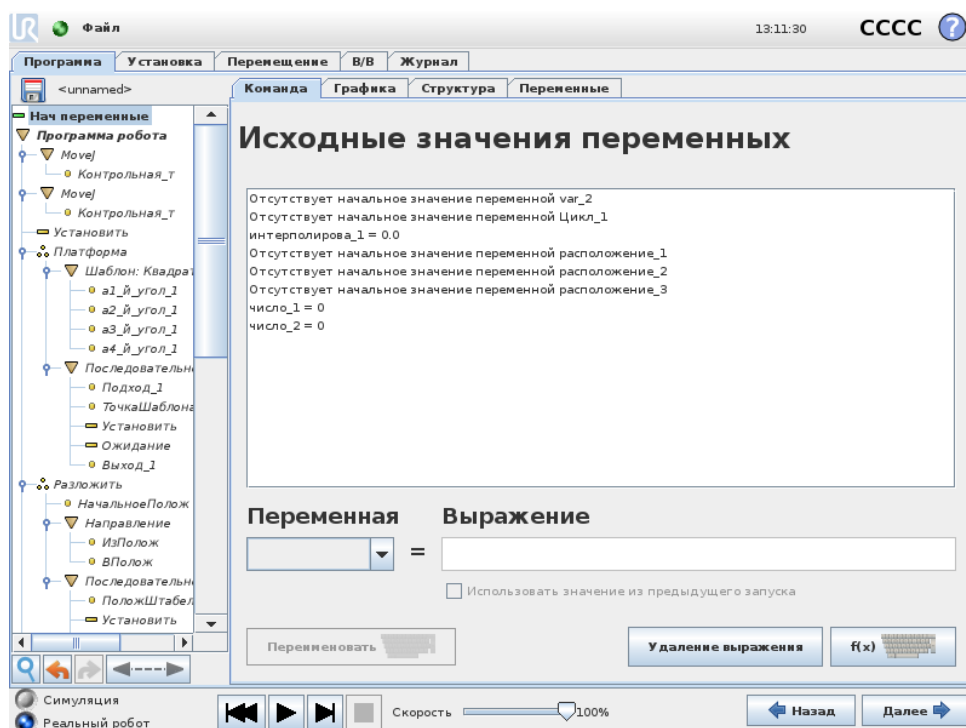 Файл
13:11:30
CCCC
?
Программа Установка Перемещение В/В Журнал
<unnamed>
Команда Графика Структура Переменные
Нач переменные
Программа робота
MoveJ
Контрольная_т
MoveJ
Контрольная_т
Установить
Платформа
Шаблон: Квадрат
a1_й_угол_1
a2_й_угол_1
a3_й_угол_1
a4_й_угол_1
Последовательн
Подход_1
ТочкаШаблона
Установить
Ожидание
Выход_1
Разложить
НачальноеПолож
Направление
ИзПолож
ВПолож
Последовательн
ПоложШтабел
Установить
Исходные значения переменных
Отсутствует начальное значение переменной var_2
Отсутствует начальное значение переменной Цикл_1
интерполирова_1 = 0.0
Отсутствует начальное значение переменной расположение_1
Отсутствует начальное значение переменной расположение_2
Отсутствует начальное значение переменной расположение_3
число_1 = 0
число_2 = 0
Переменная Выражение
=
Использовать значение из предыдущего запуска
Переименовать
Удаление выражения
f(x)
Симуляция
Реальный робот
Скорость
100%
Назад
Далее